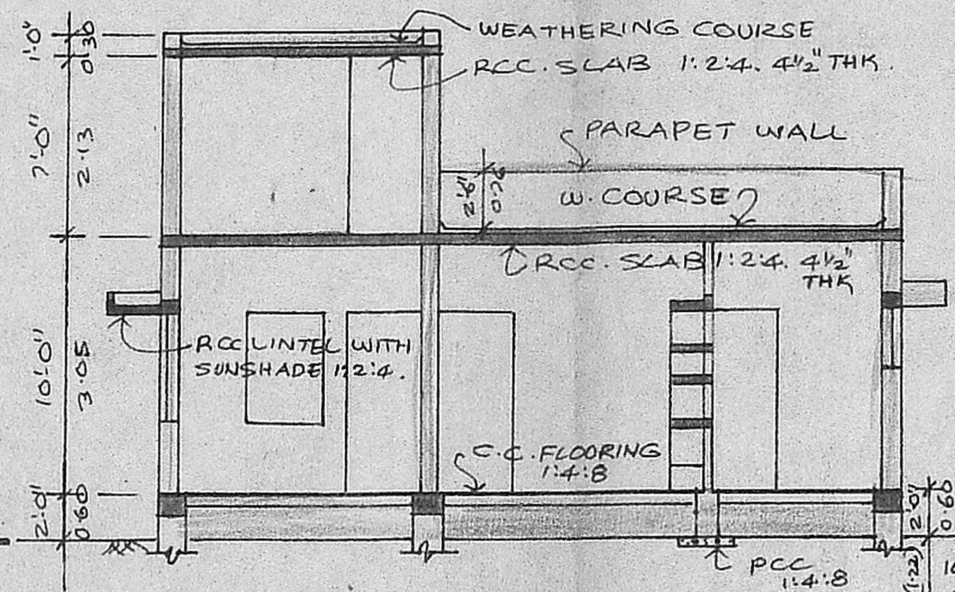 WEATHERING COURSE
RCC. SLAB 1:2:4. 4½" THK.
PARAPET WALL
W. COURSE
RCC. SLAB 1:2:4. 4½"
THK
RCC LINTEL WITH
SUNSHADE 1:2:4.
C.C. FLOORING
1:4:8
PCC
1:4:8
1'-0"
0.30
7'-0"
2.13
10'-0"
3.05
2'.0"
0.60
2'-6"
0.76
2'.0"
0.60
(1.22)